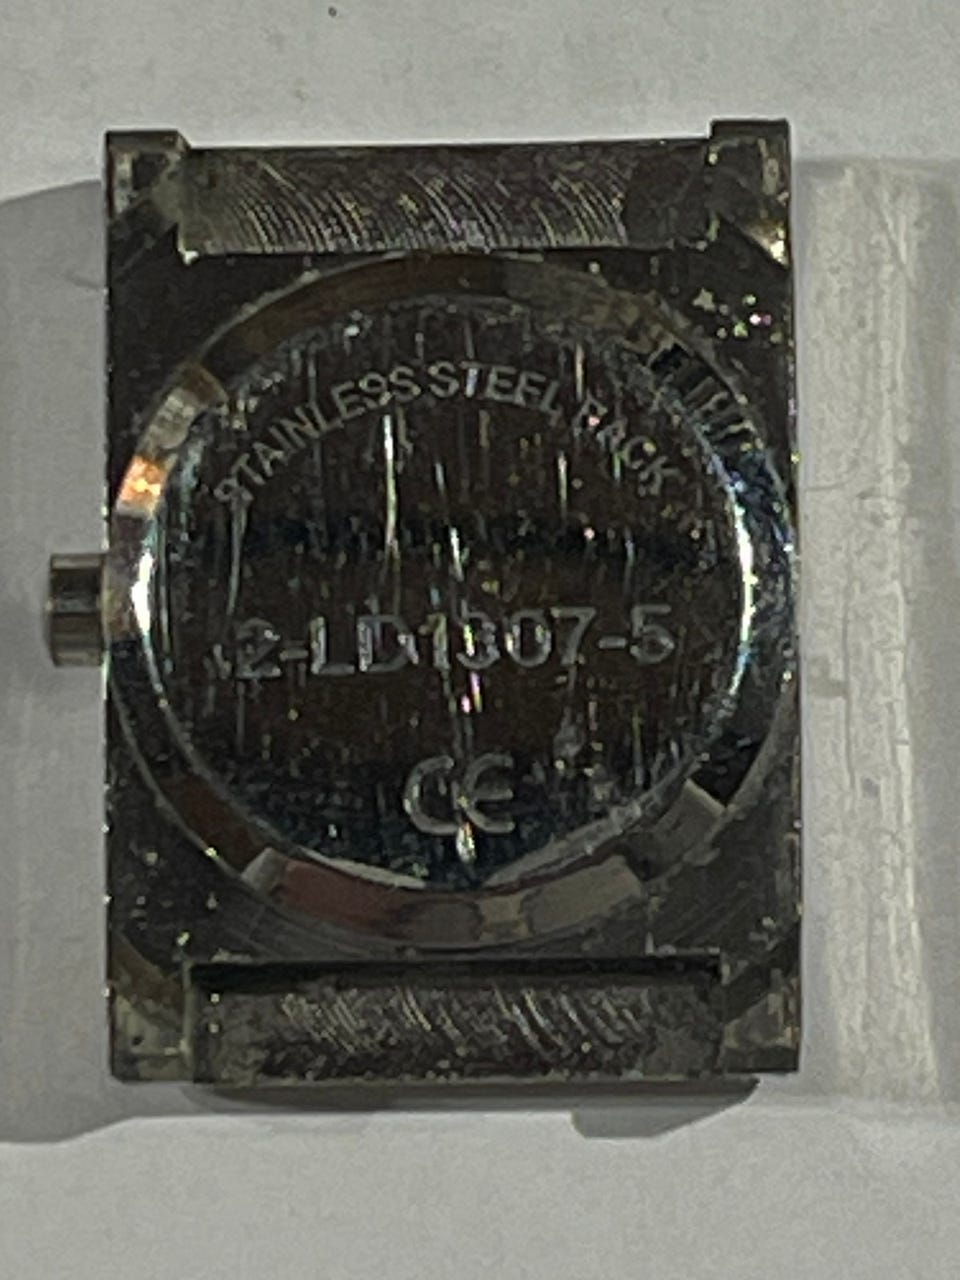 STAINLESS STEEL BACK
2-LD1307-5
CE